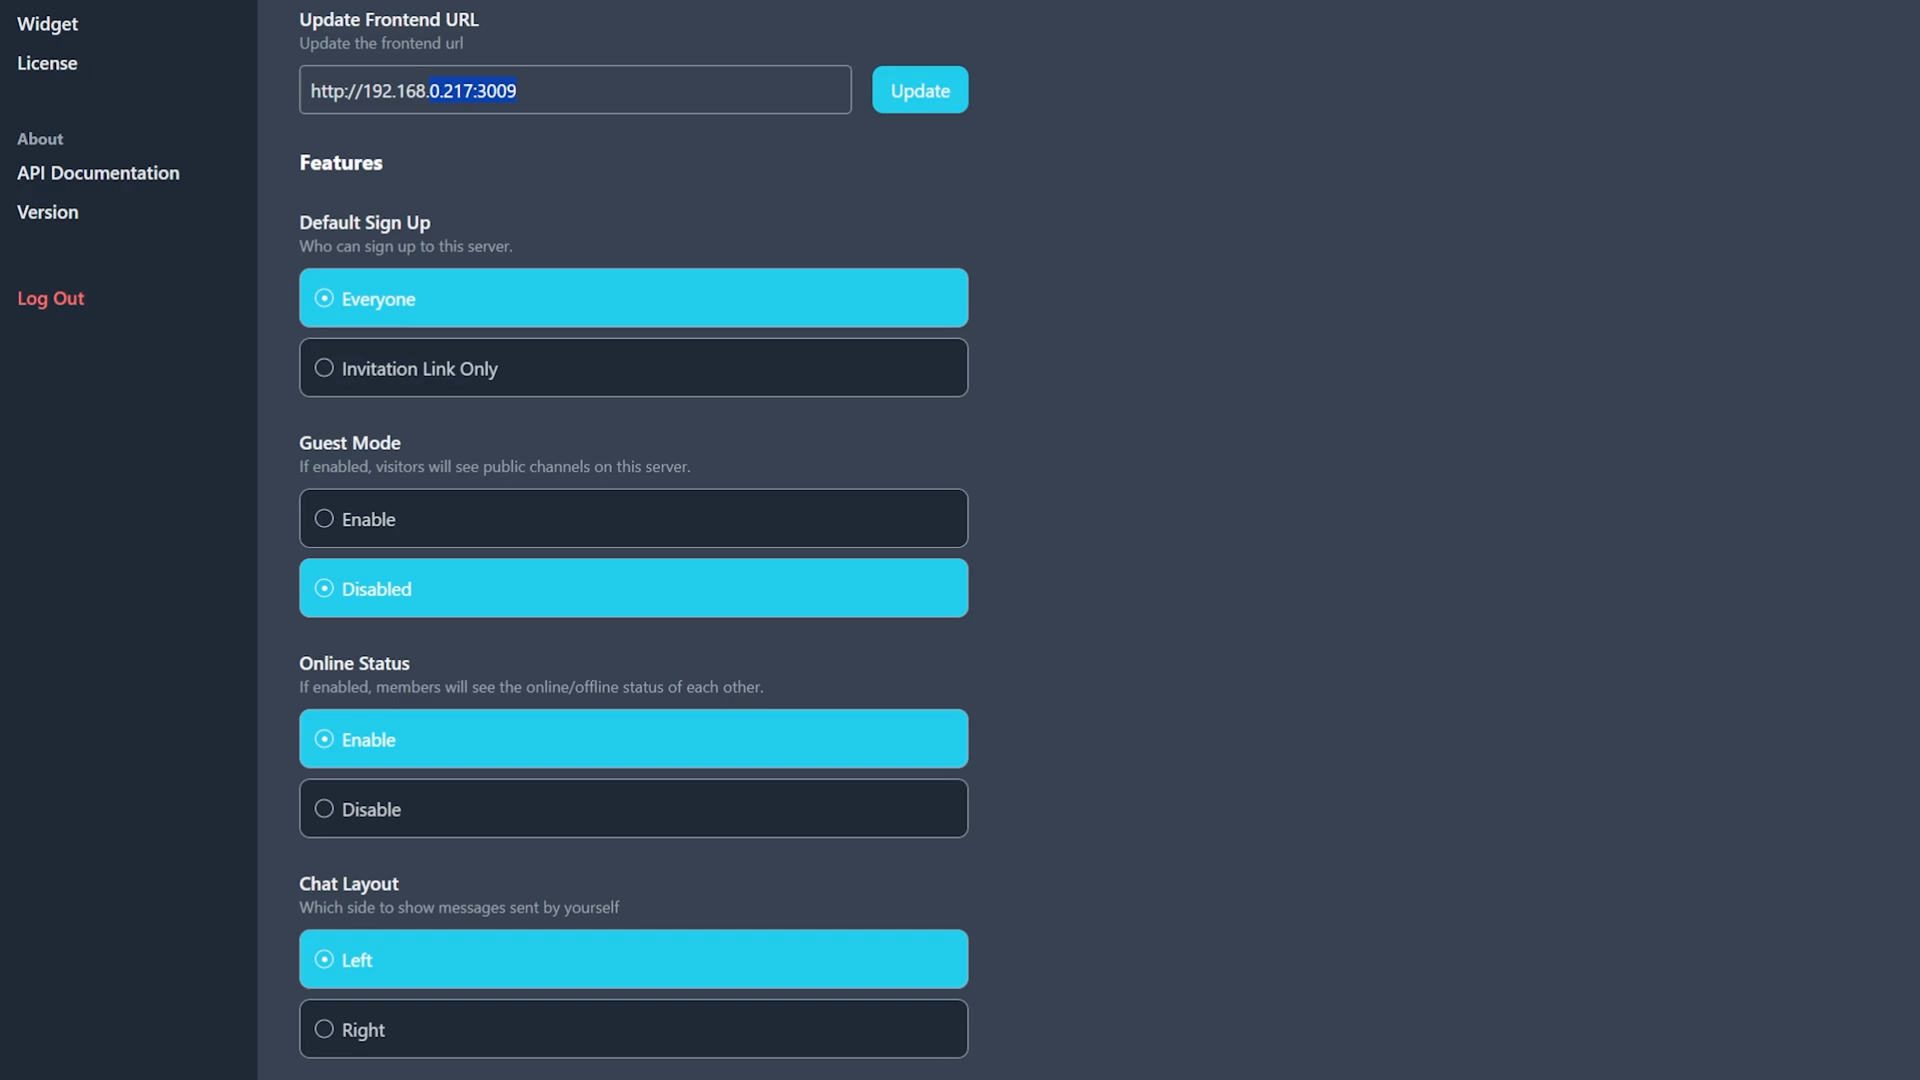 Widget
License
About
API Documentation
Version
Log Out
Update Frontend URL
Update the frontend url
http://192.168.0.217:3009
Update
Features
Default Sign Up
Who can sign up to this server.
Everyone
Invitation Link Only
Guest Mode
If enabled, visitors will see public channels on this server.
Enable
Disabled
Online Status
If enabled, members will see the online/offline status of each other.
Enable
Disable
Chat Layout
Which side to show messages sent by yourself
Left
Right